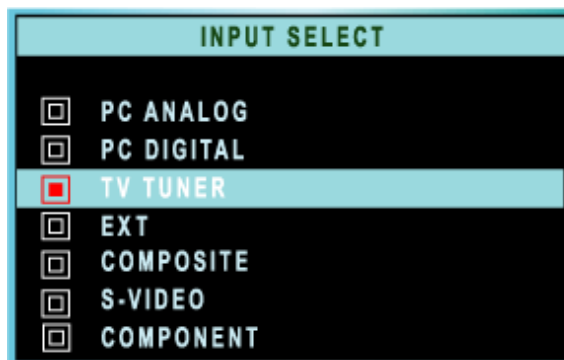 INPUT SELECT
PC ANALOG
PC DIGITAL
TV TUNER
EXT
COMPOSITE
S-VIDEO
COMPONENT